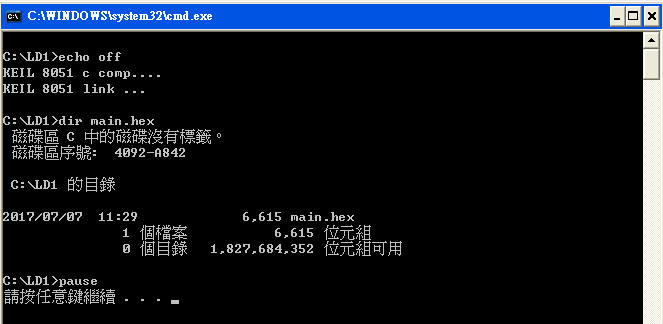 C:\WINDOWS\system32\cmd.exe
C:\LD1>echo off
KEIL 8051 c comp....
KEIL 8051 link ...
C:\LD1>dir main.hex
磁碟區 C 中的磁碟沒有標籤。
磁碟區序號:  4092-A842
C:\LD1 的目錄
2017/07/07  11:29             6,615 main.hex
1 個檔案           6,615 位元組
0 個目錄   1,827,684,352 位元組可用
C:\LD1>pause
請按任意鍵繼續 . . . _